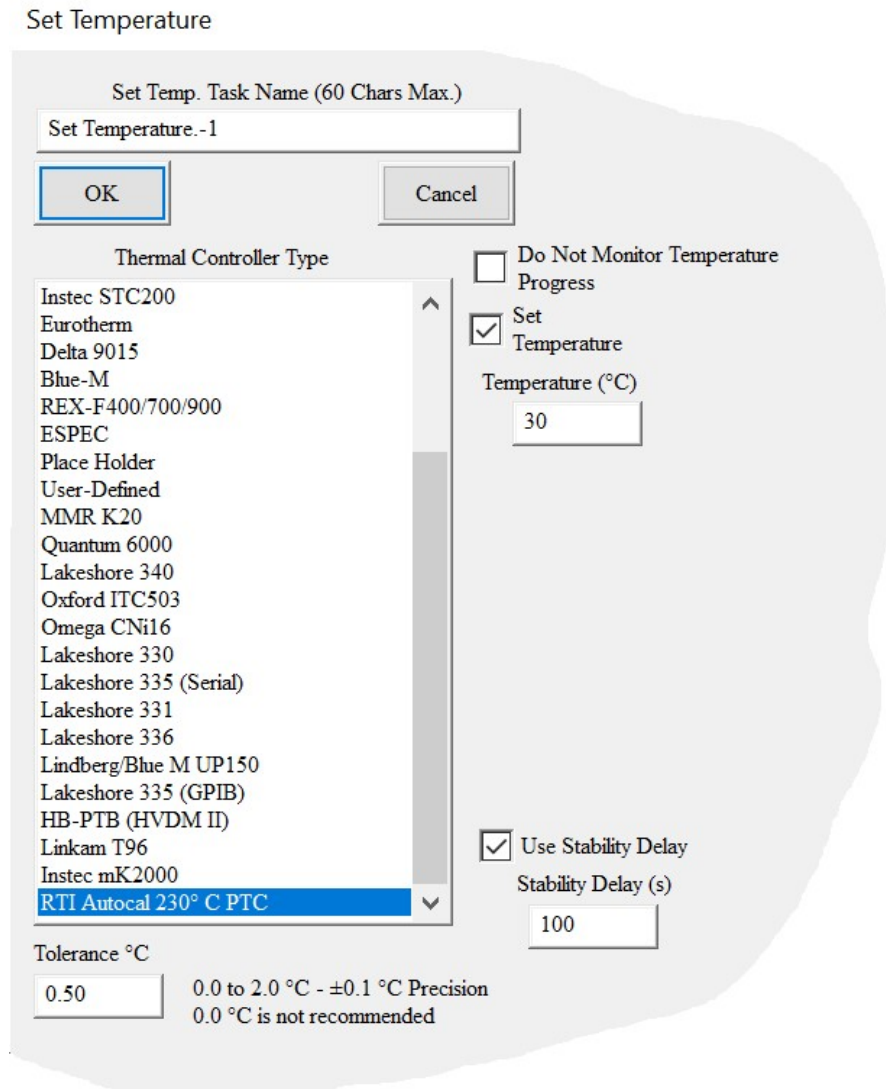 Set Temperature
Set Temp. Task Name (60 Chars Max.)
Set Temperature.-1
OK
Cancel
Thermal Controller Type
Instec STC200
Eurotherm
Delta 9015
Blue-M
REX-F400/700/900
ESPEC
Place Holder
User-Defined
MMR K20
Quantum 6000
Lakeshore 340
Oxford ITC503
Omega CNi16
Lakeshore 330
Lakeshore 335 (Serial)
Lakeshore 331
Lakeshore 336
Lindberg/Blue M UP150
Lakeshore 335 (GPIB)
HB-PTB (HVDM II)
Linkam T96
Instec mK2000
RTI Autocal 230° C PTC
Do Not Monitor Temperature
Progress
Set
Temperature
Temperature (°C)
30
Use Stability Delay
Stability Delay (s)
100
Tolerance °C
0.50
0.0 to 2.0 °C - ±0.1 °C Precision
0.0 °C is not recommended